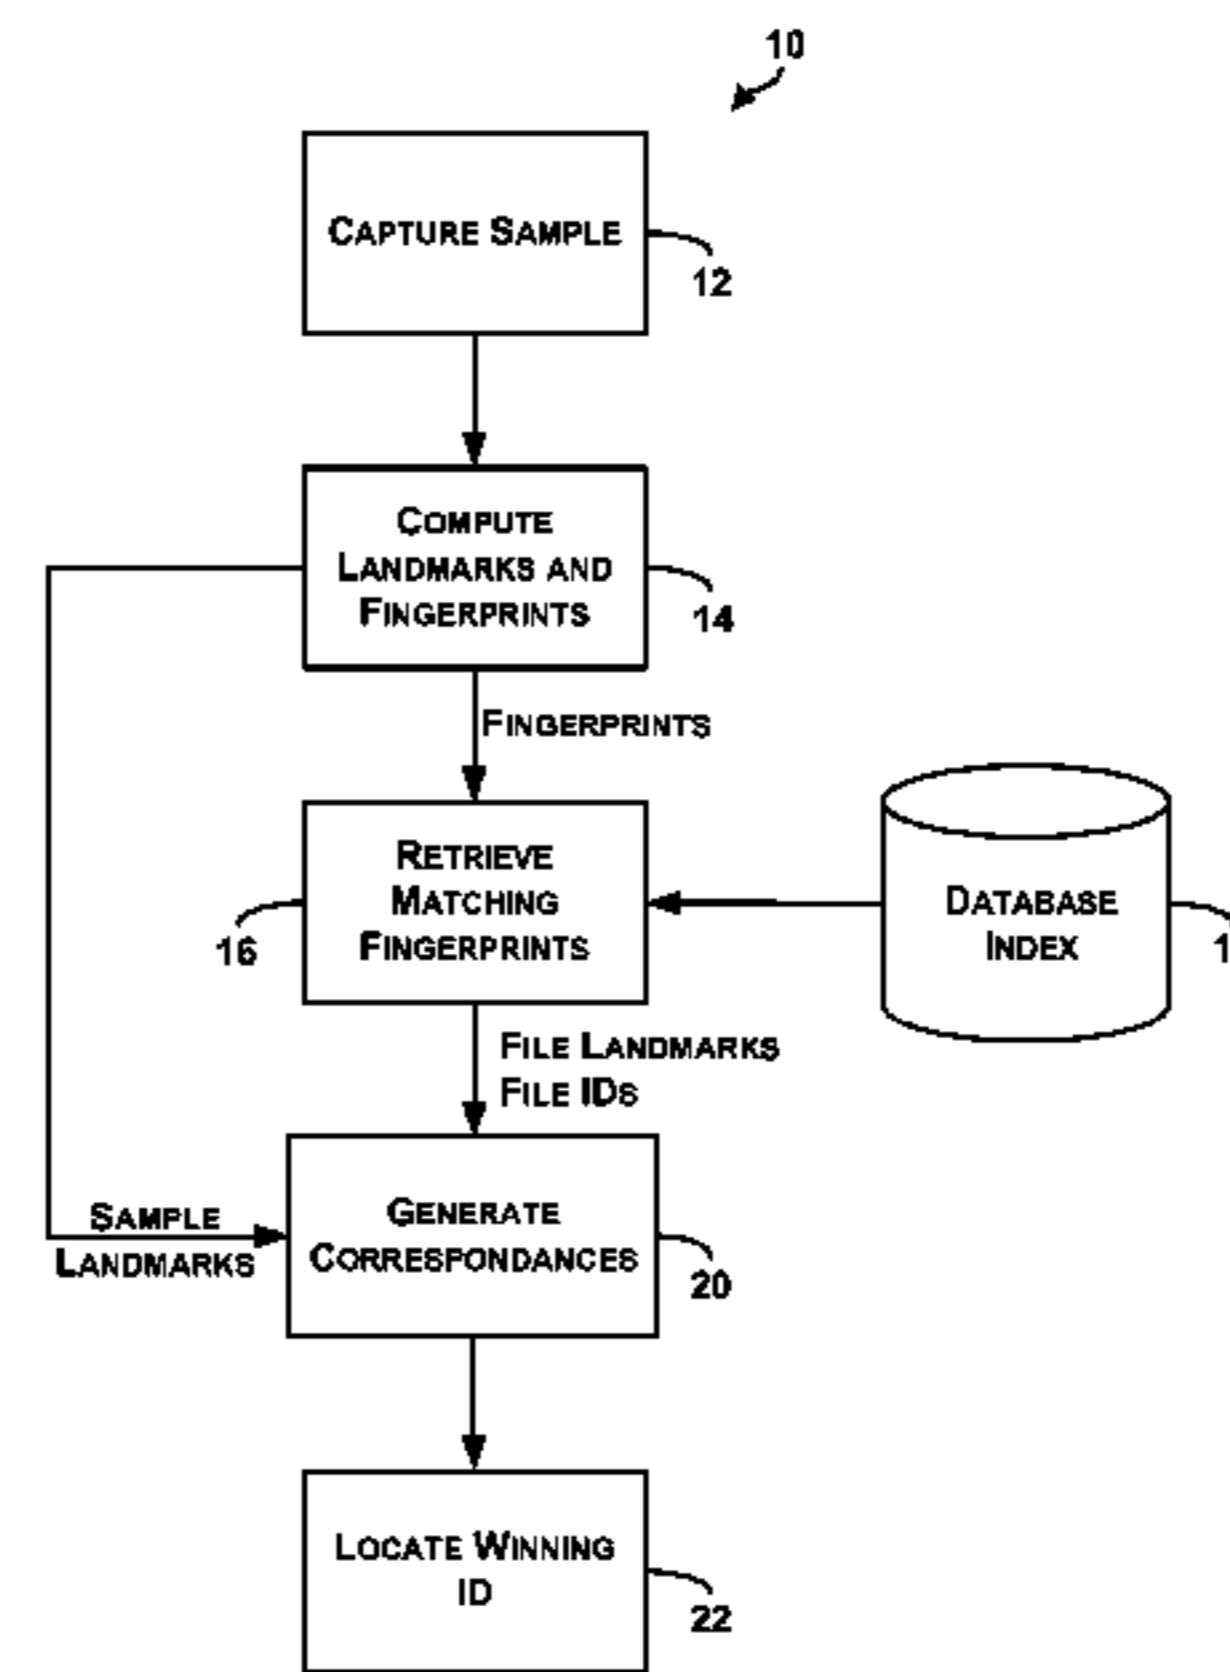 10
CAPTURE SAMPLE
12
COMPUTE
LANDMARKS AND
FINGERPRINTS
14
FINGERPRINTS
RETRIEVE
MATCHING
FINGERPRINTS
16
DATABASE
INDEX
FILE LANDMARKS
FILE IDS
SAMPLE
LANDMARKS
GENERATE
CORRESPONDANCES
20
LOCATE WINNING
ID
22